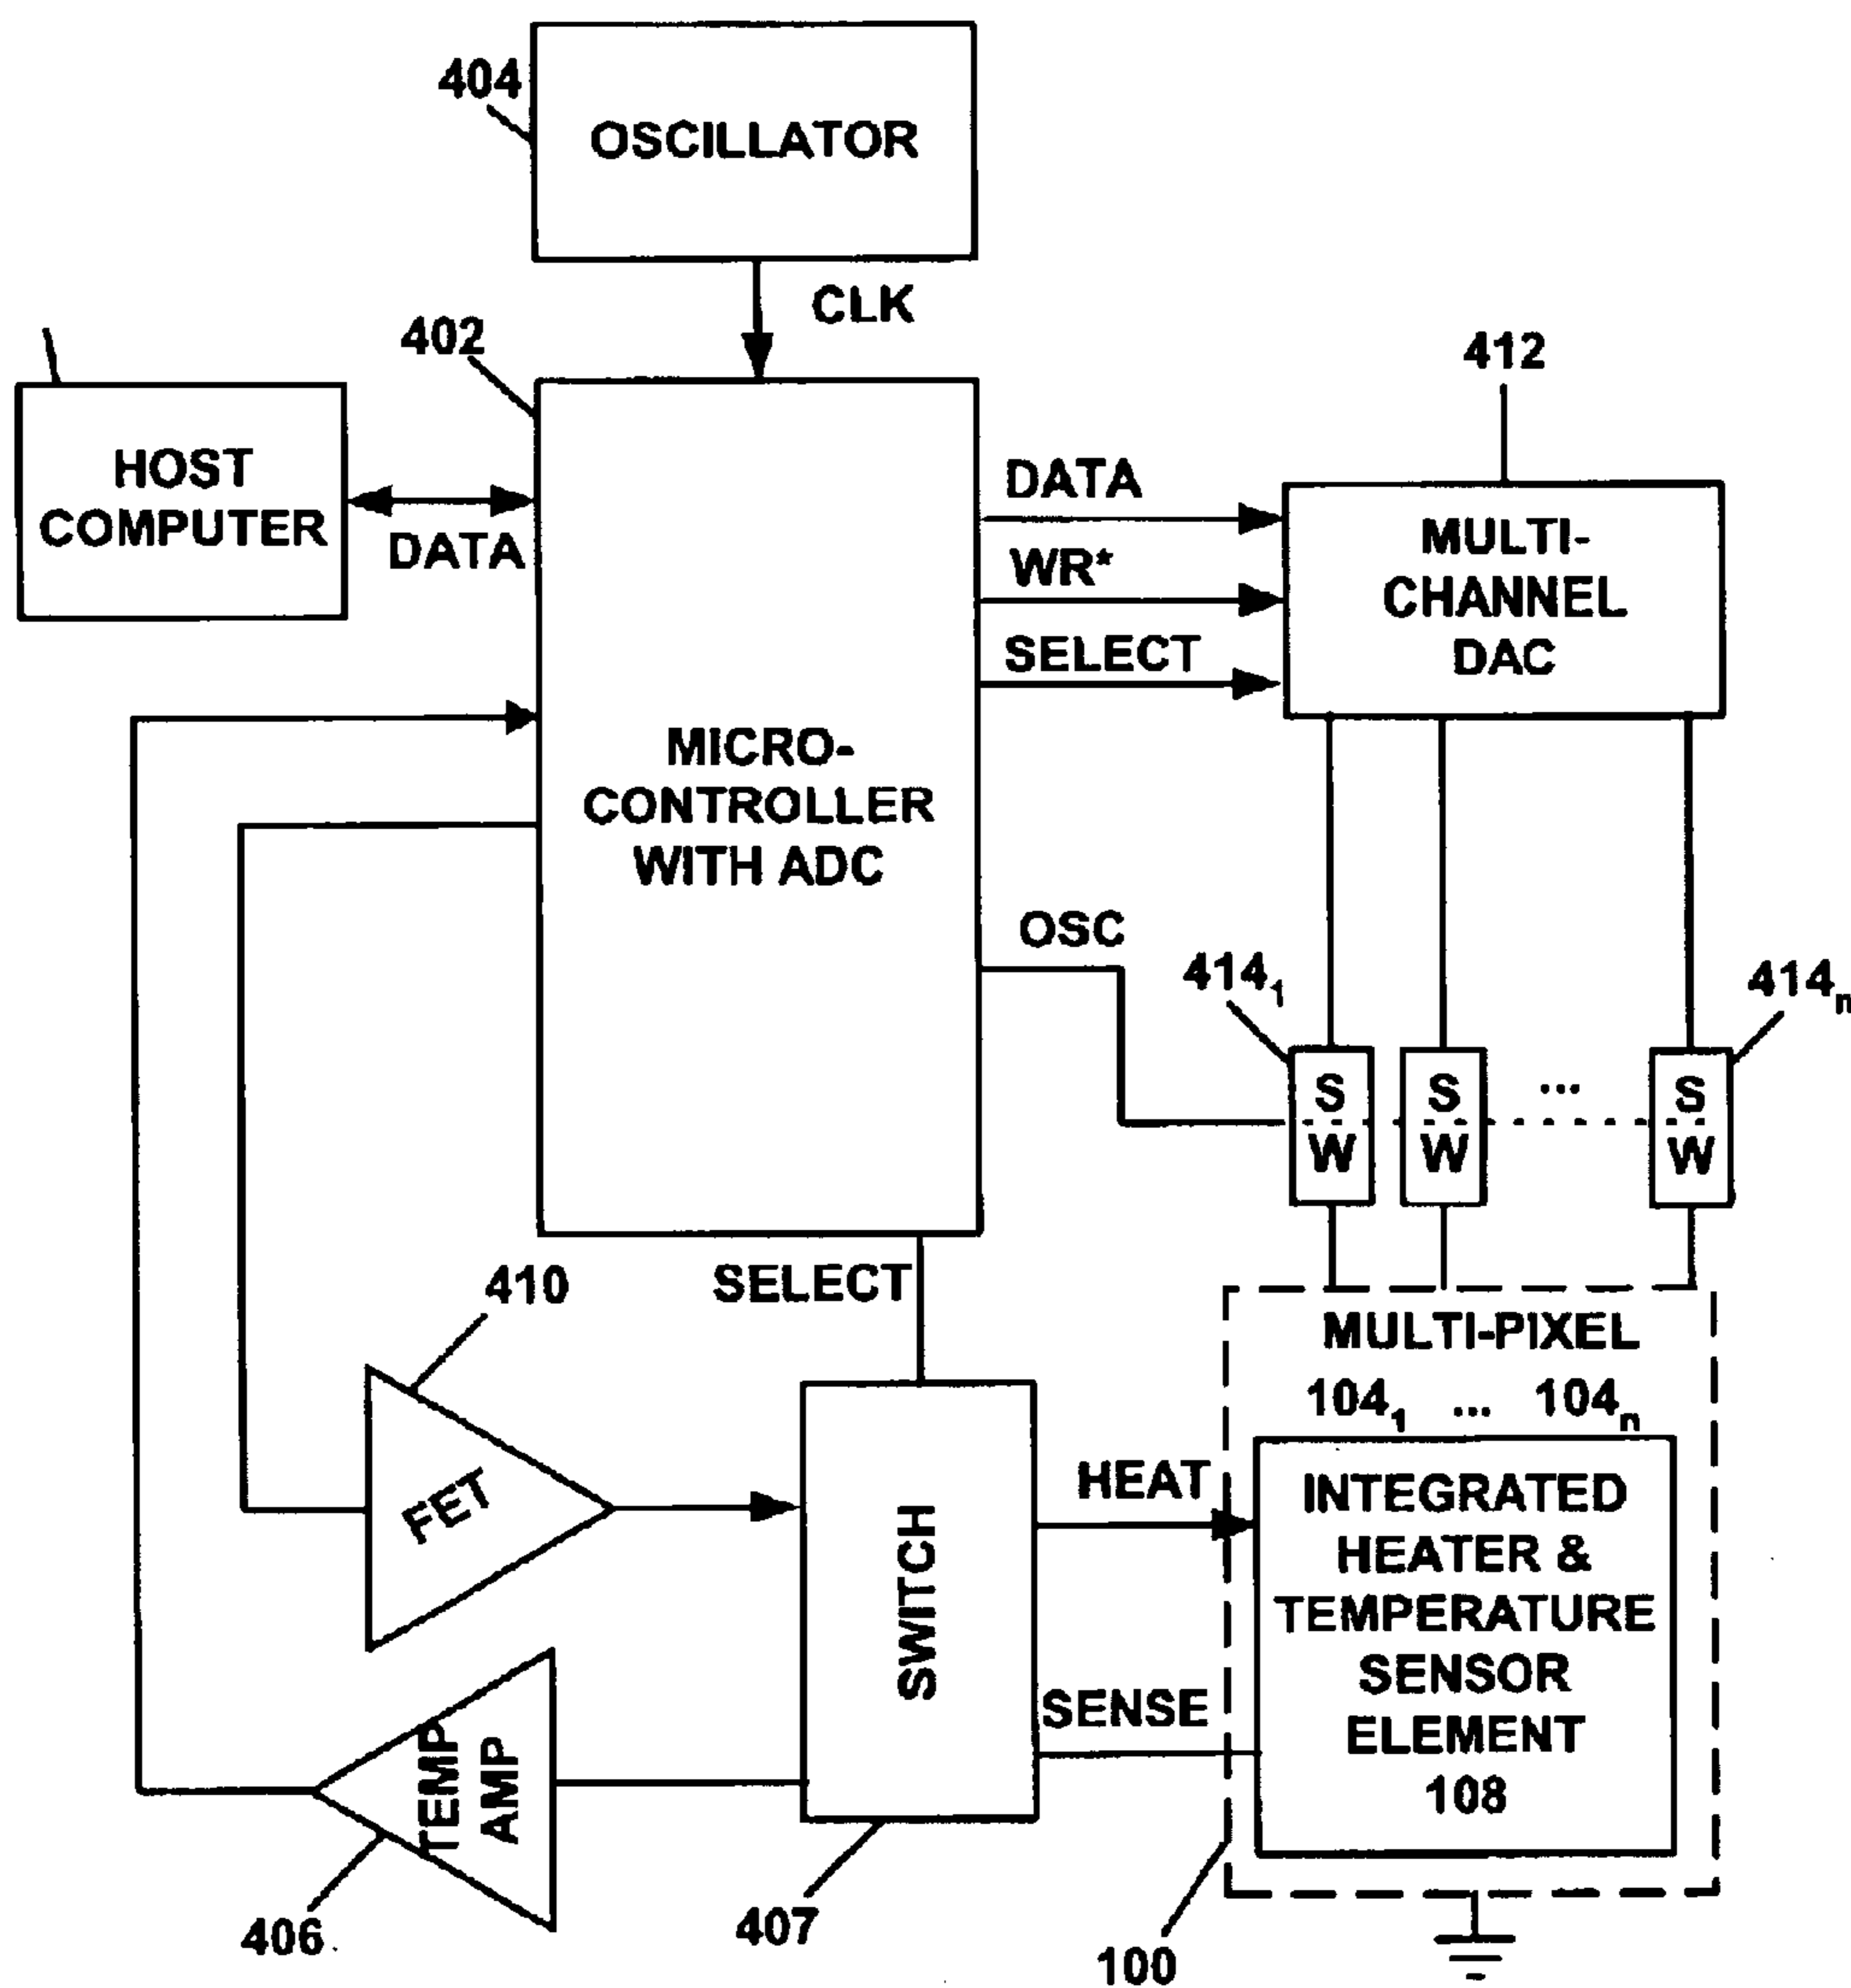 404
OSCILLATOR
CLK
402
412
HOST
COMPUTER
DATA
DATA
WR*
SELECT
MULTI-
CHANNEL
DAC
MICRO-
CONTROLLER
WITH ADC
OSC
414₁
414ₙ
S
W
S
W
...
S
W
410
SELECT
MULTI-PIXEL
104₁ ... 104ₙ
FET
SWITCH
HEAT
INTEGRATED
HEATER &
TEMPERATURE
SENSOR
ELEMENT
108
SENSE
TEMP
AMP
406
407
100